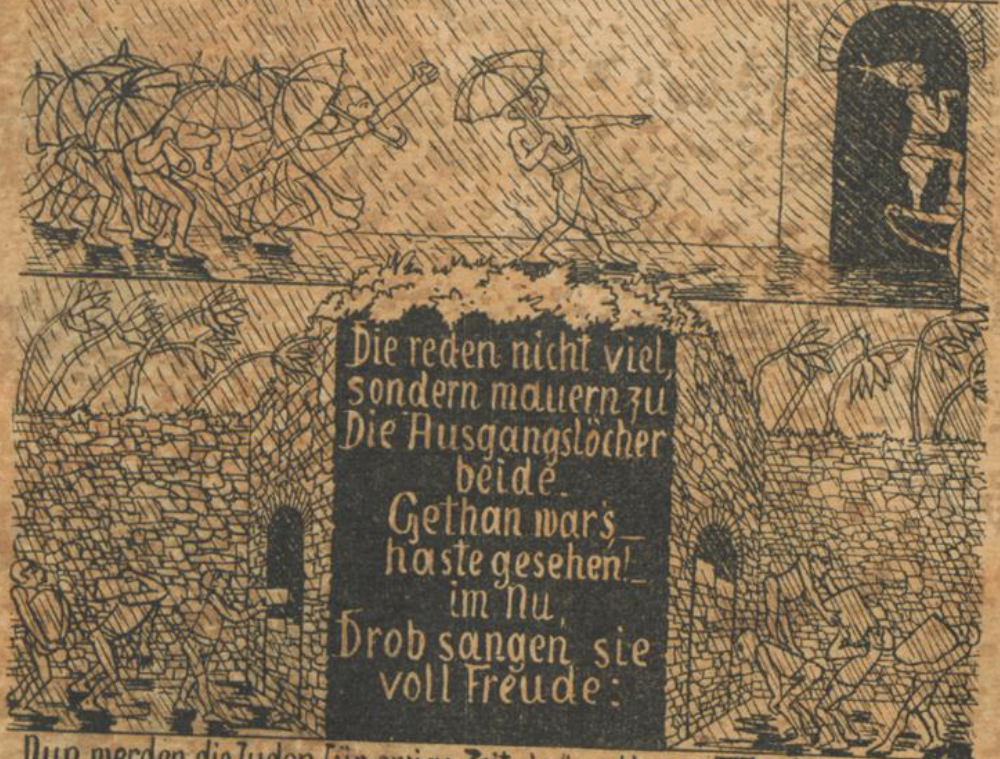 Die reden nicht viel,
sondern mauern zu
Die Ausgangslöcher
beide.
Gethan war's_
haste gesehen!_
im Nu,
Drob sangen sie
voll Freude:
Nun werden die Juden für ewige Zeit